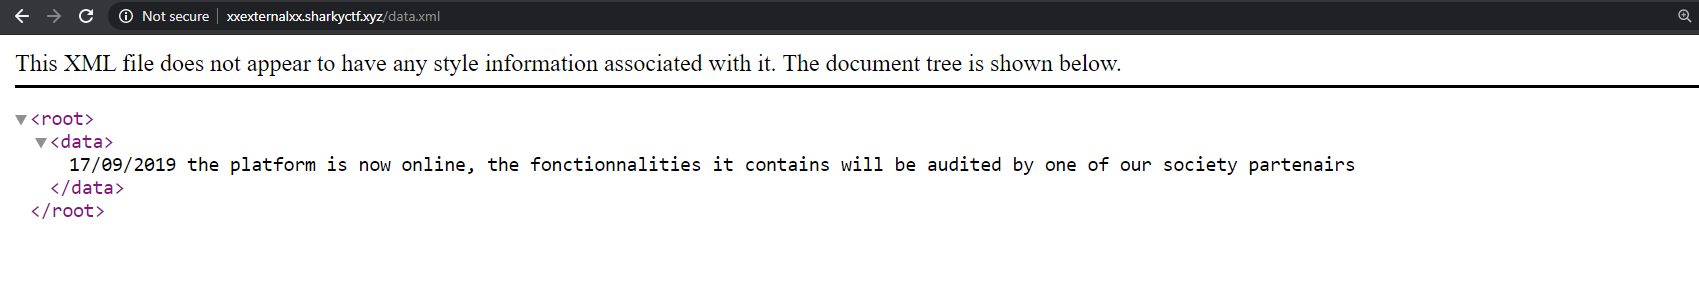 Not secure | xxexternalxx.sharkyctf.xyz/data.xml
This XML file does not appear to have any style information associated with it. The document tree is shown below.
▼<root>
▼<data>
17/09/2019 the platform is now online, the fonctionnalities it contains will be audited by one of our society partenairs
</data>
</root>